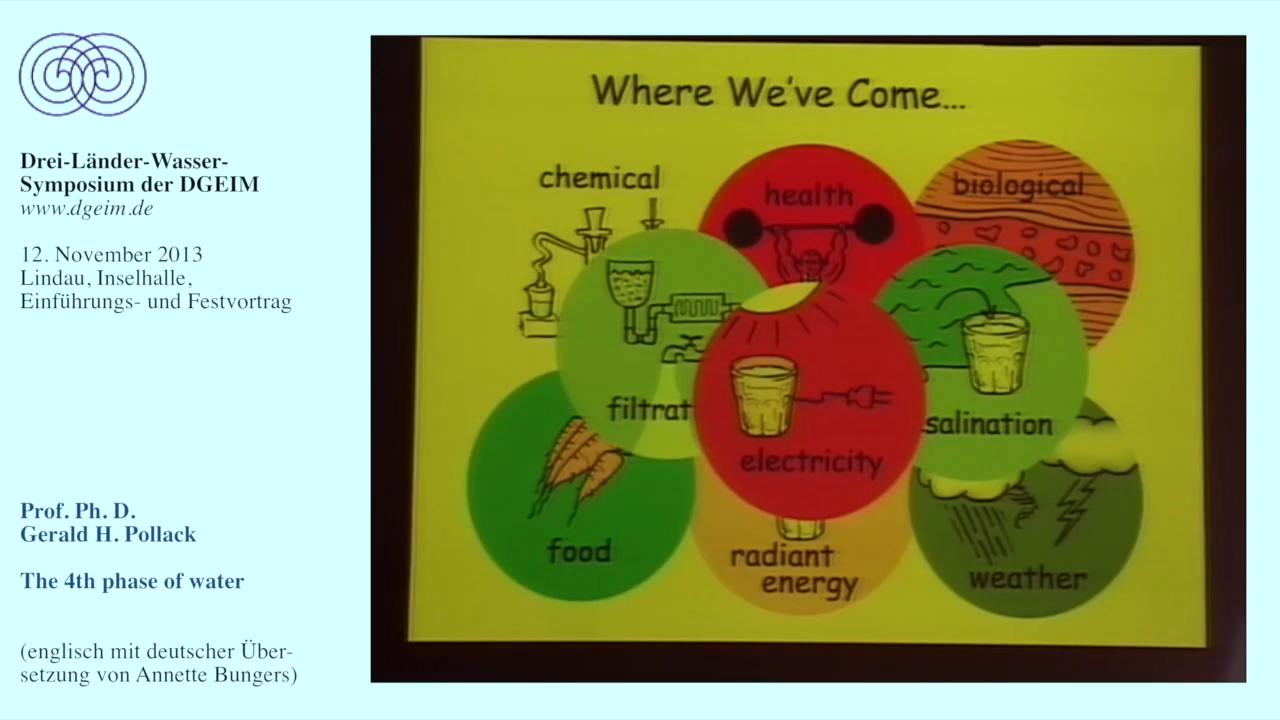 Drei-Länder-Wasser-
Symposium der DGEIM
www.dgeim.de
12. November 2013
Lindau, Inselhalle,
Einführungs- und Festvortrag
Prof. Ph. D.
Gerald H. Pollack
The 4th phase of water
(englisch mit deutscher Über-
setzung von Annette Bungers)
Where We've Come...
chemical
health
biological
filtrat
salination
electricity
food
radiant
energy
weather